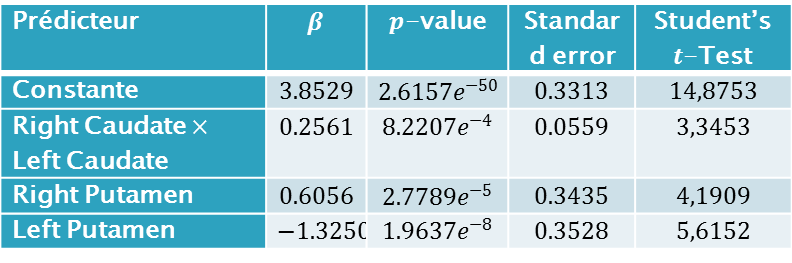 Prédicteur β p–value Standar Student's
d error t–Test
Constante 3.8529 2.6157e⁻⁵⁰ 0.3313 14,8753
Right Caudate × 0.2561 8.2207e⁻⁴ 0.0559 3,3453
Left Caudate
Right Putamen 0.6056 2.7789e⁻⁵ 0.3435 4,1909
Left Putamen −1.3250 1.9637e⁻⁸ 0.3528 5,6152